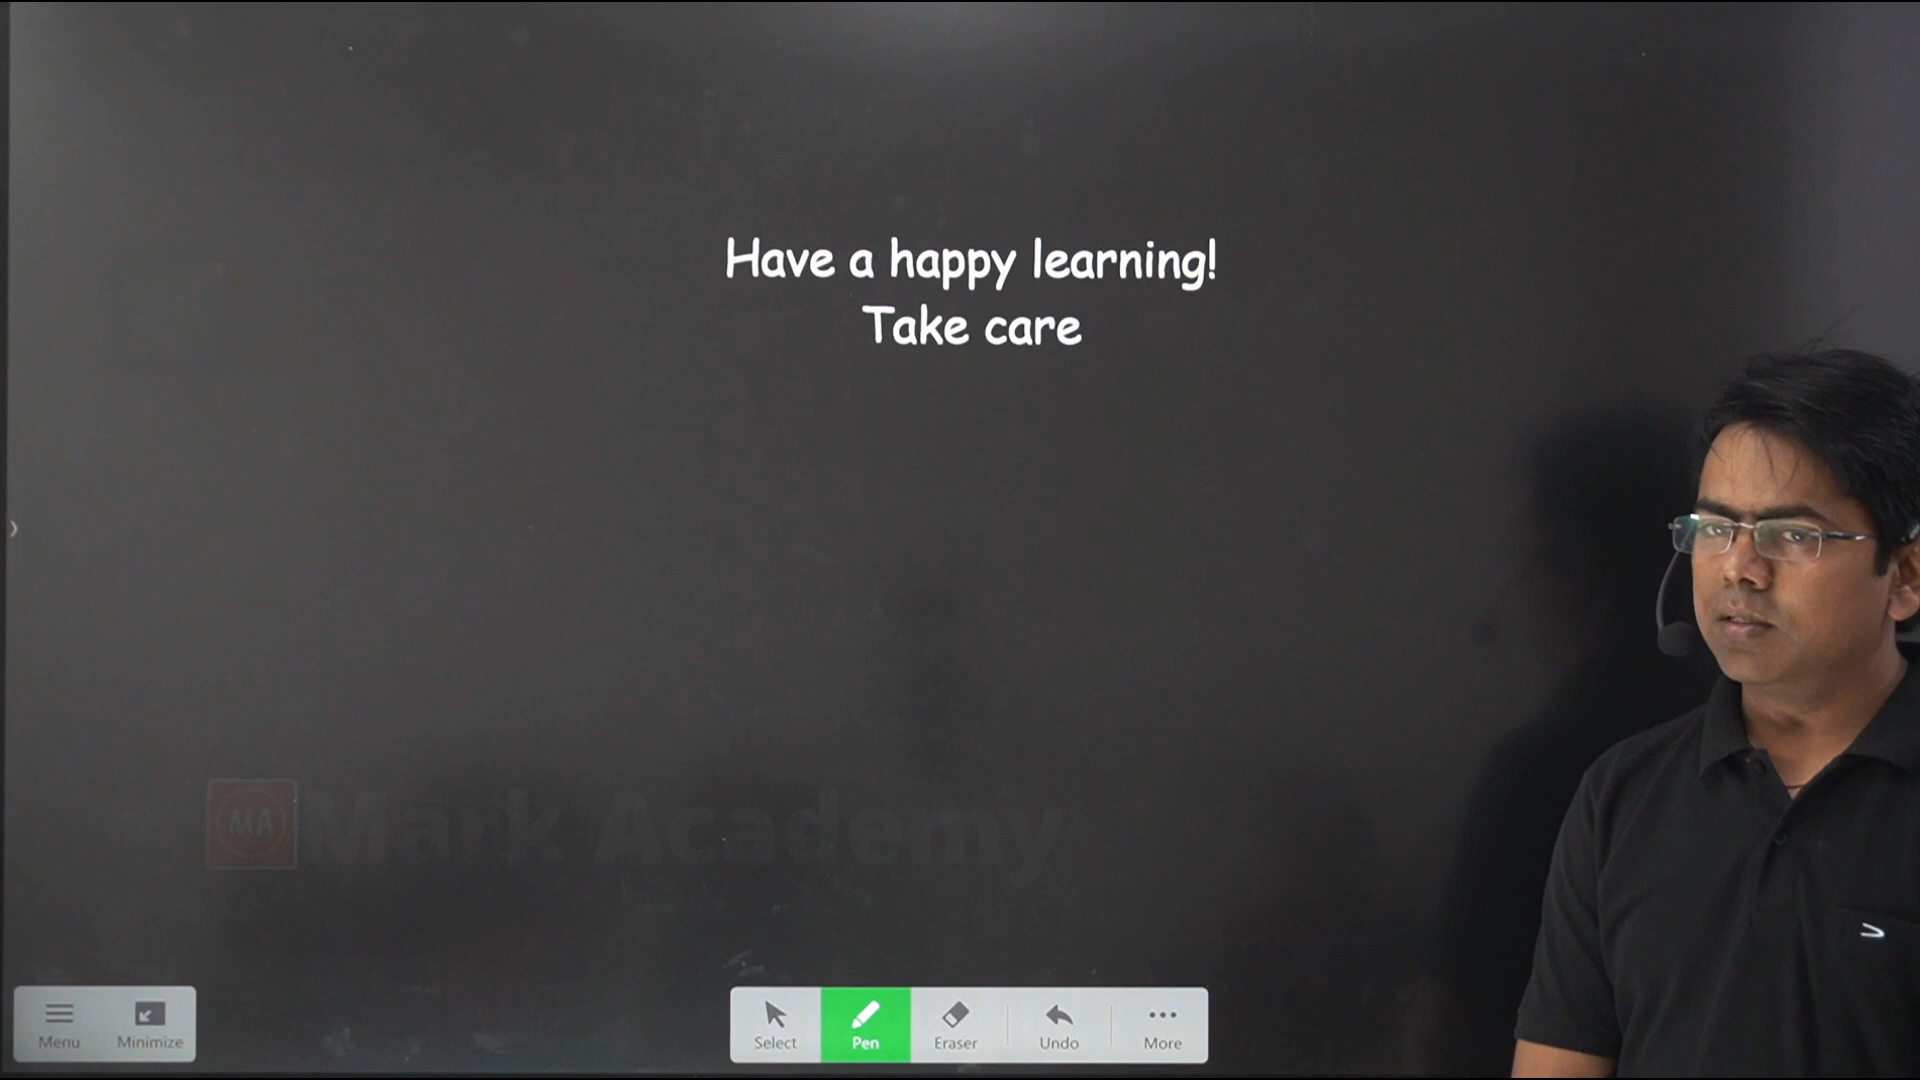 Have a happy learning!
Take care
MA Mark Academy
Menu
Minimize
Select
Pen
Eraser
Undo
More